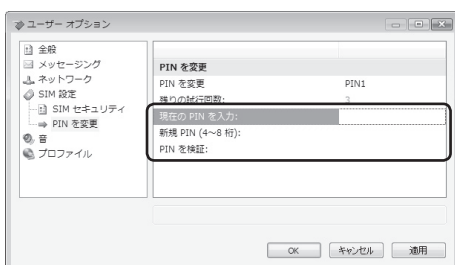 ユーザー オプション
全般
メッセージング
ネットワーク
SIM 設定
SIM セキュリティ
PIN を変更
音
プロファイル
PIN を変更
PIN を変更 PIN1
残りの試行回数: 3
現在の PIN を入力:
新規 PIN (4～8 桁):
PIN を検証:
OK キャンセル 適用